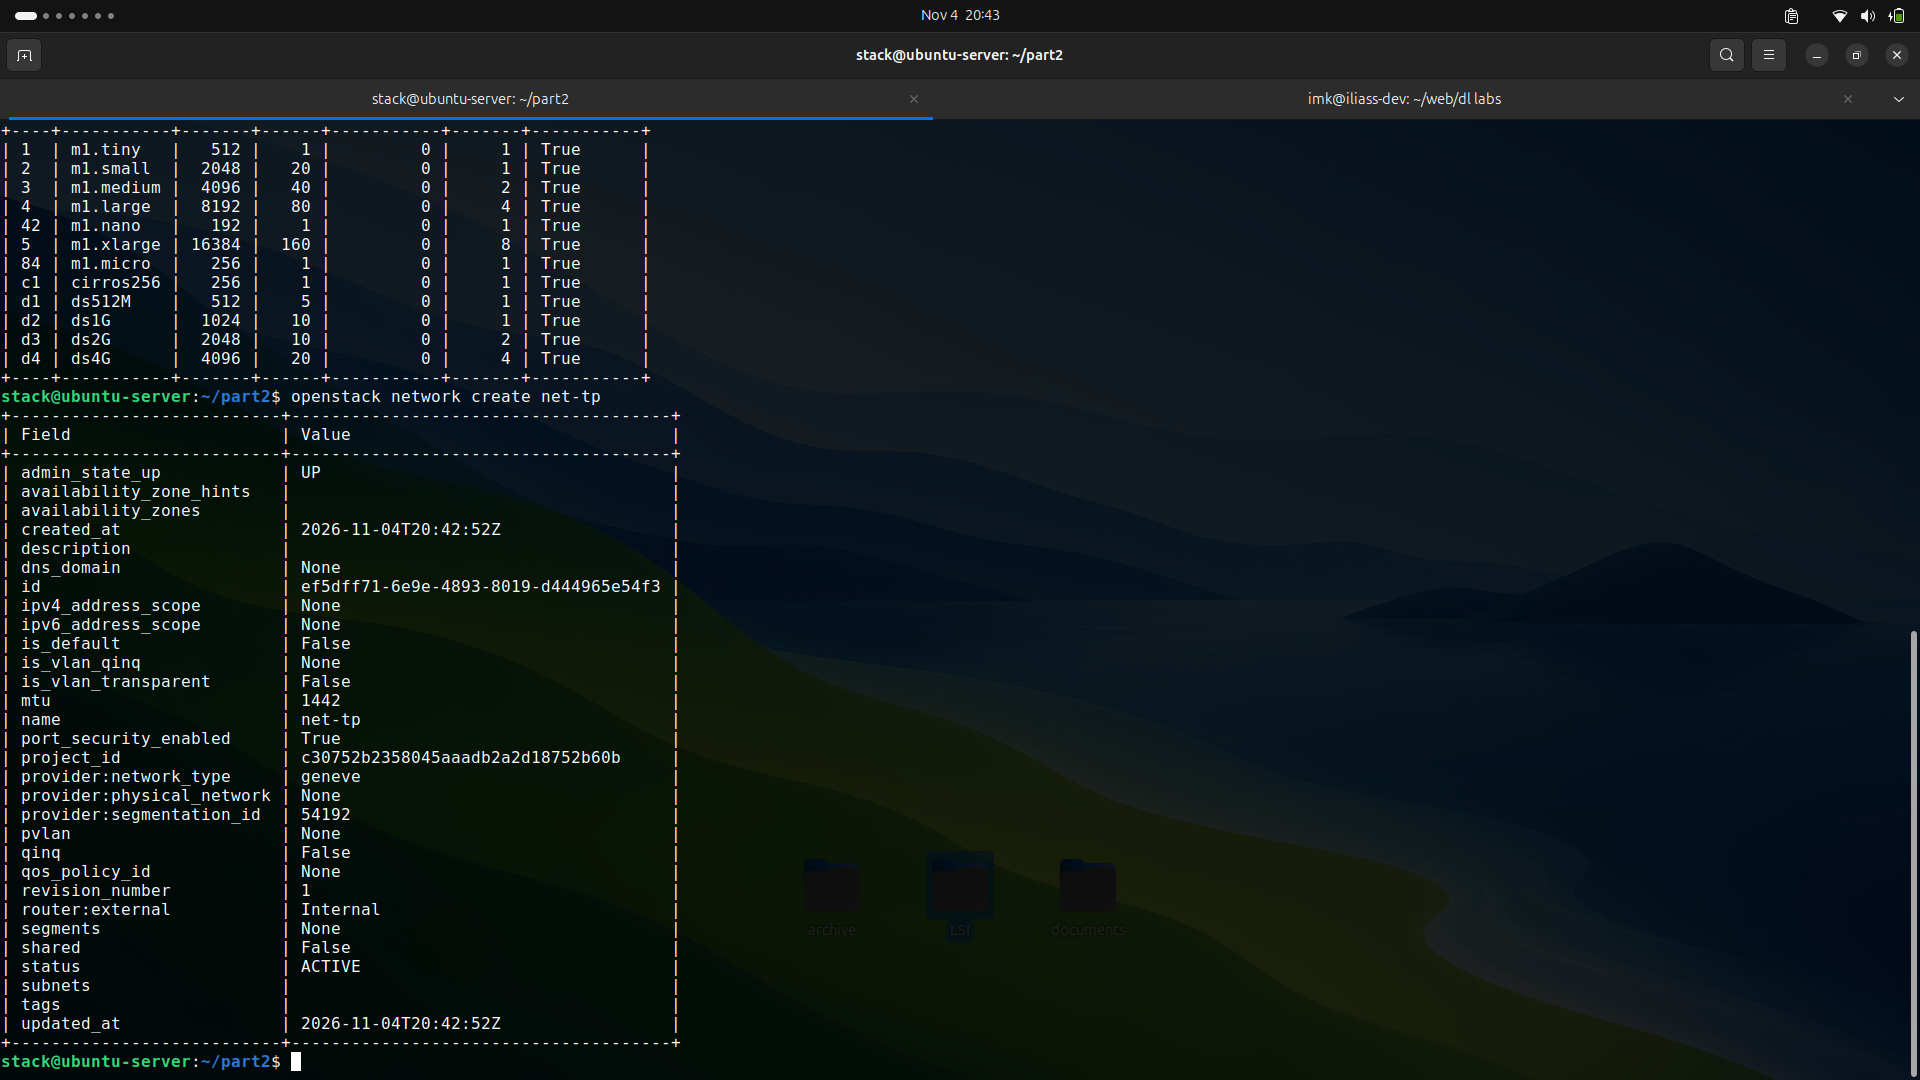 Nov 4 20:43
stack@ubuntu-server: ~/part2
stack@ubuntu-server: ~/part2
imk@iliass-dev: ~/web/dl labs
+----+-----------+-------+------+-----------+-------+-----------+
| 1  | m1.tiny   |   512 |    1 |         0 |     1 | True      |
| 2  | m1.small  |  2048 |   20 |         0 |     1 | True      |
| 3  | m1.medium |  4096 |   40 |         0 |     2 | True      |
| 4  | m1.large  |  8192 |   80 |         0 |     4 | True      |
| 42 | m1.nano   |   192 |    1 |         0 |     1 | True      |
| 5  | m1.xlarge | 16384 |  160 |         0 |     8 | True      |
| 84 | m1.micro  |   256 |    1 |         0 |     1 | True      |
| c1 | cirros256 |   256 |    1 |         0 |     1 | True      |
| d1 | ds512M    |   512 |    5 |         0 |     1 | True      |
| d2 | ds1G      |  1024 |   10 |         0 |     1 | True      |
| d3 | ds2G      |  2048 |   10 |         0 |     2 | True      |
| d4 | ds4G      |  4096 |   20 |         0 |     4 | True      |
+----+-----------+-------+------+-----------+-------+-----------+
stack@ubuntu-server:~/part2$ openstack network create net-tp
+---------------------------+--------------------------------------+
| Field                     | Value                                |
+---------------------------+--------------------------------------+
| admin_state_up            | UP                                   |
| availability_zone_hints   |                                      |
| availability_zones        |                                      |
| created_at                | 2026-11-04T20:42:52Z                 |
| description               |                                      |
| dns_domain                | None                                 |
| id                        | ef5dff71-6e9e-4893-8019-d444965e54f3 |
| ipv4_address_scope        | None                                 |
| ipv6_address_scope        | None                                 |
| is_default                | False                                |
| is_vlan_qinq              | None                                 |
| is_vlan_transparent       | False                                |
| mtu                       | 1442                                 |
| name                      | net-tp                               |
| port_security_enabled     | True                                 |
| project_id                | c30752b2358045aaadb2a2d18752b60b     |
| provider:network_type     | geneve                               |
| provider:physical_network | None                                 |
| provider:segmentation_id  | 54192                                |
| pvlan                     | None                                 |
| qinq                      | False                                |
| qos_policy_id             | None                                 |
| revision_number           | 1                                    |
| router:external           | Internal                             |
| segments                  | None                                 |
| shared                    | False                                |
| status                    | ACTIVE                               |
| subnets                   |                                      |
| tags                      |                                      |
| updated_at                | 2026-11-04T20:42:52Z                 |
+---------------------------+--------------------------------------+
stack@ubuntu-server:~/part2$
archive
LSI
documents